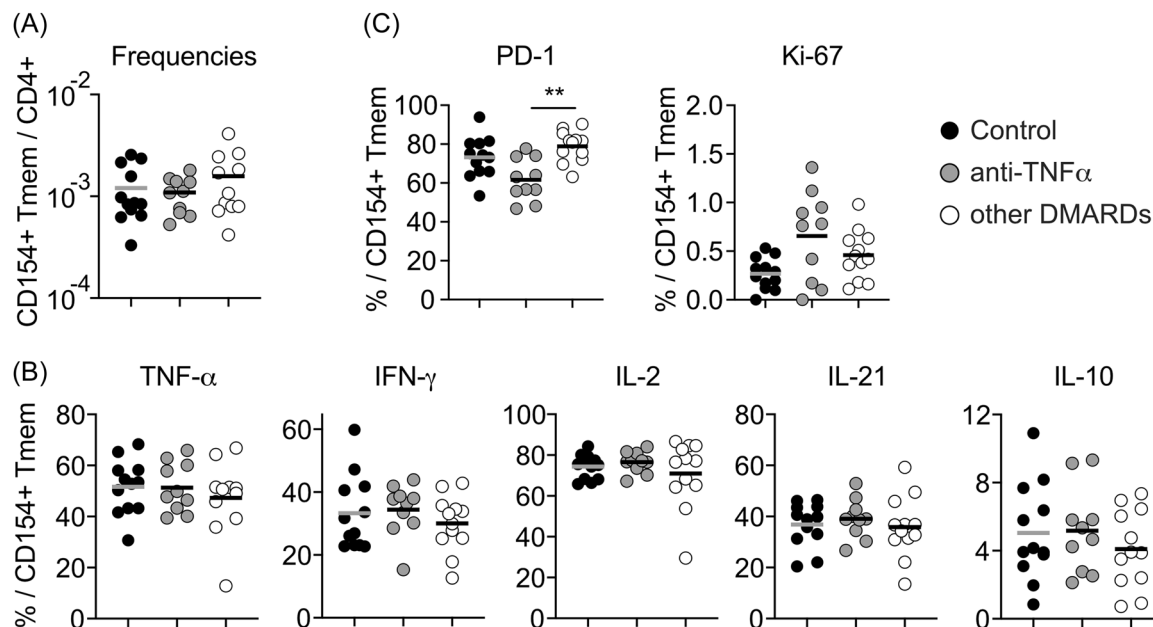 (A)
Frequencies
CD154+ Tmem / CD4+
10-2
10-3
10-4
(C)
PD-1
% / CD154+ Tmem
100
80
60
40
20
0
**
Ki-67
% / CD154+ Tmem
2.0
1.5
1.0
0.5
0.0
Control
anti-TNFα
other DMARDs
(B)
% / CD154+ Tmem
TNF-α
80
60
40
20
0
IFN-γ
60
40
20
0
IL-2
100
80
60
40
20
0
IL-21
80
60
40
20
0
IL-10
12
8
4
0